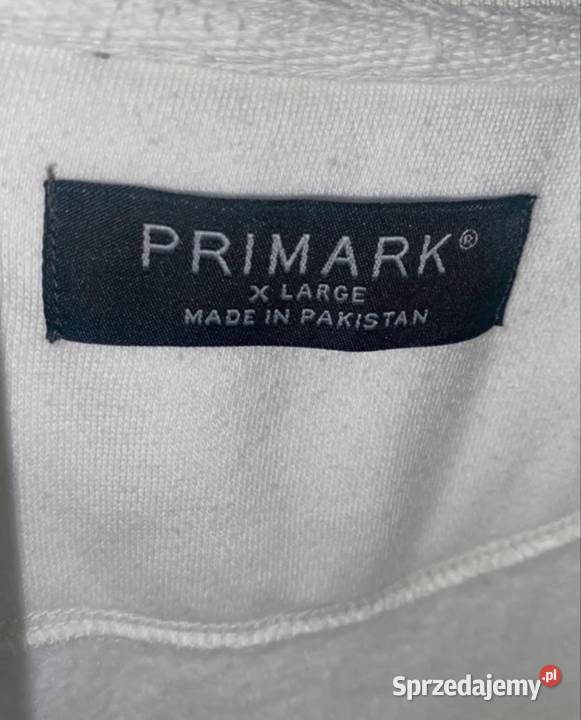 PRIMARK®
X LARGE
MADE IN PAKISTAN
Sprzedajemy.pl